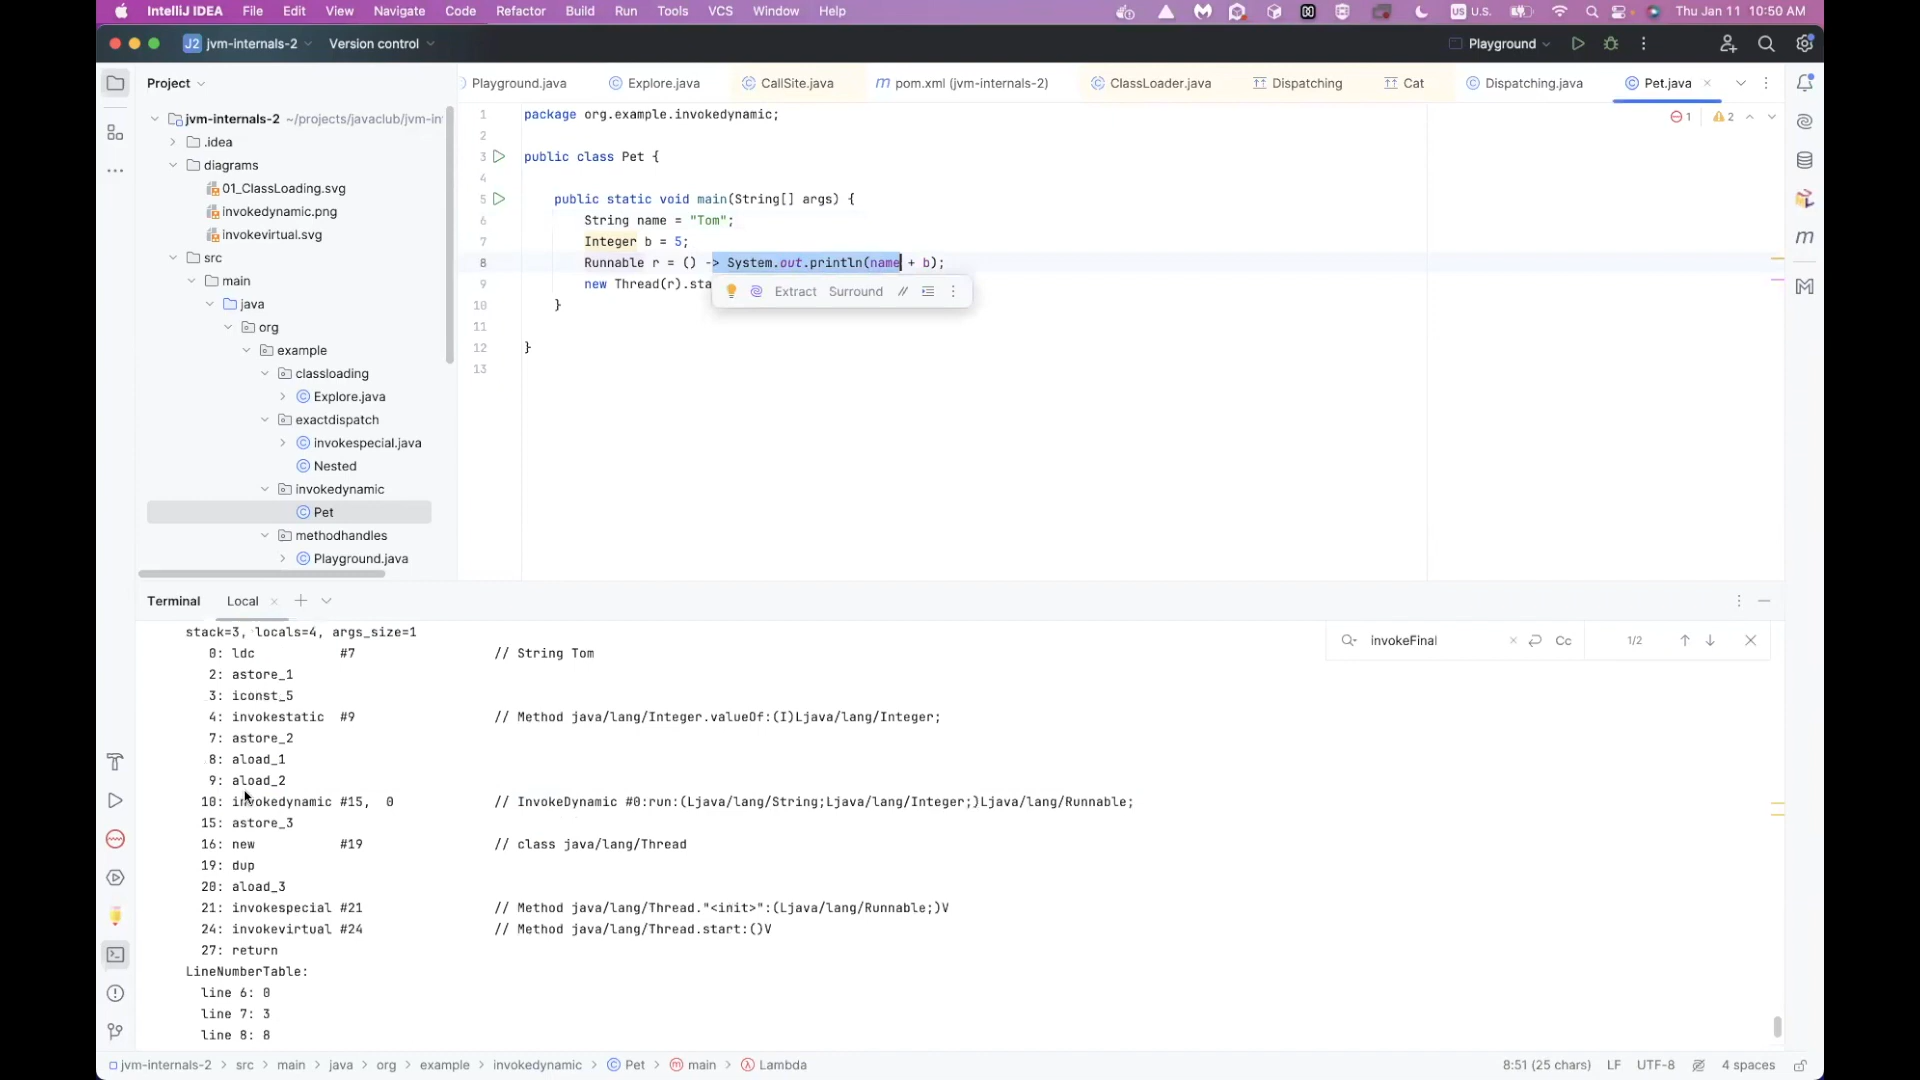 IntelliJ IDEA File Edit View Navigate Code Refactor Build Run Tools VCS Window Help U.S. Thu Jan 11 10:50 AM
J2 jvm-internals-2 Version control Playground
Project
Playground.java Explore.java CallSite.java pom.xml (jvm-internals-2) ClassLoader.java Dispatching Cat Dispatching.java Pet.java
jvm-internals-2 ~/projects/javaclub/jvm-in
.idea
diagrams
01_ClassLoading.svg
invokedynamic.png
invokevirtual.svg
src
main
java
org
example
classloading
Explore.java
exactdispatch
invokespecial.java
Nested
invokedynamic
Pet
methodhandles
Playground.java
1 2
1 package org.example.invokedynamic;
2
3 public class Pet {
4
5 public static void main(String[] args) {
6 String name = "Tom";
7 Integer b = 5;
8 Runnable r = () -> System.out.println(name + b);
9 new Thread(r).sta
Extract Surround //
10 }
11
12 }
13
Terminal Local
invokeFinal Cc 1/2
stack=3, locals=4, args_size=1
0: ldc #7 // String Tom
2: astore_1
3: iconst_5
4: invokestatic #9 // Method java/lang/Integer.valueOf:(I)Ljava/lang/Integer;
7: astore_2
8: aload_1
9: aload_2
10: invokedynamic #15, 0 // InvokeDynamic #0:run:(Ljava/lang/String;Ljava/lang/Integer;)Ljava/lang/Runnable;
15: astore_3
16: new #19 // class java/lang/Thread
19: dup
20: aload_3
21: invokespecial #21 // Method java/lang/Thread."<init>":(Ljava/lang/Runnable;)V
24: invokevirtual #24 // Method java/lang/Thread.start:()V
27: return
LineNumberTable:
line 6: 0
line 7: 3
line 8: 8
jvm-internals-2 > src > main > java > org > example > invokedynamic > Pet > main > Lambda
8:51 (25 chars) LF UTF-8 4 spaces